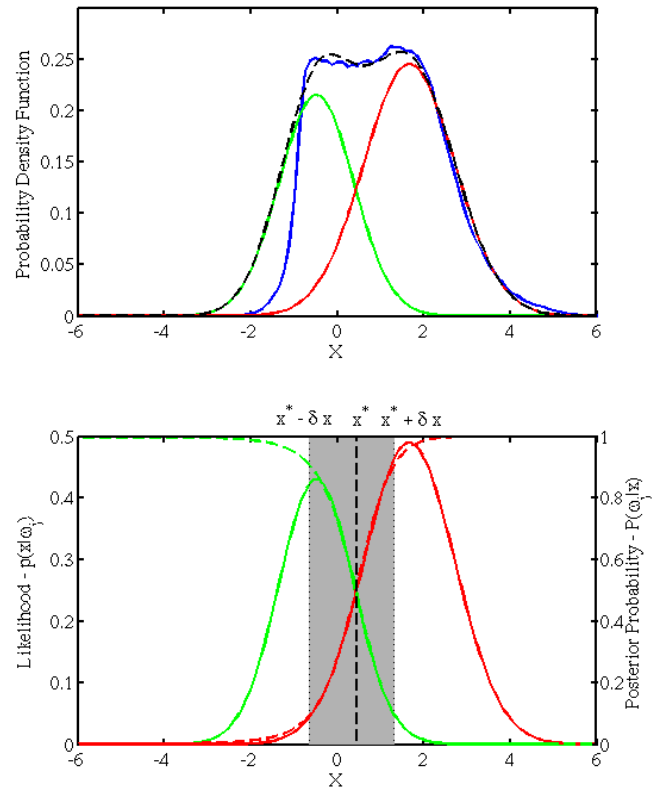 0.25
0.2
0.15
0.1
0.05
0
Probability Density Function
-6 -4 -2 0 2 4 6
X
x* - δ x x* x* + δ x
0.5 1
0.4 0.8
0.3 0.6
0.2 0.4
0.1 0.2
0 0
Likelihood - p(x|ω_j)
Posterior Probability - P(ω_j|x)
-6 -4 -2 0 2 4 6
X